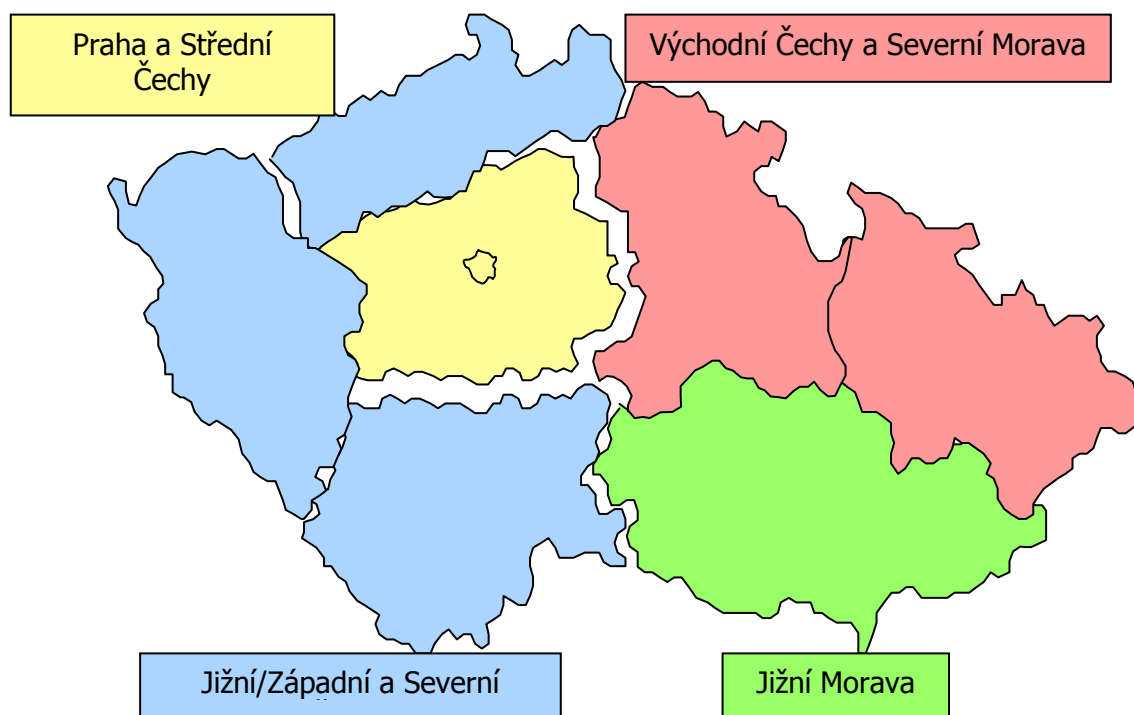 Praha a Střední
Čechy
Východní Čechy a Severní Morava
Jižní/Západní a Severní
Jižní Morava